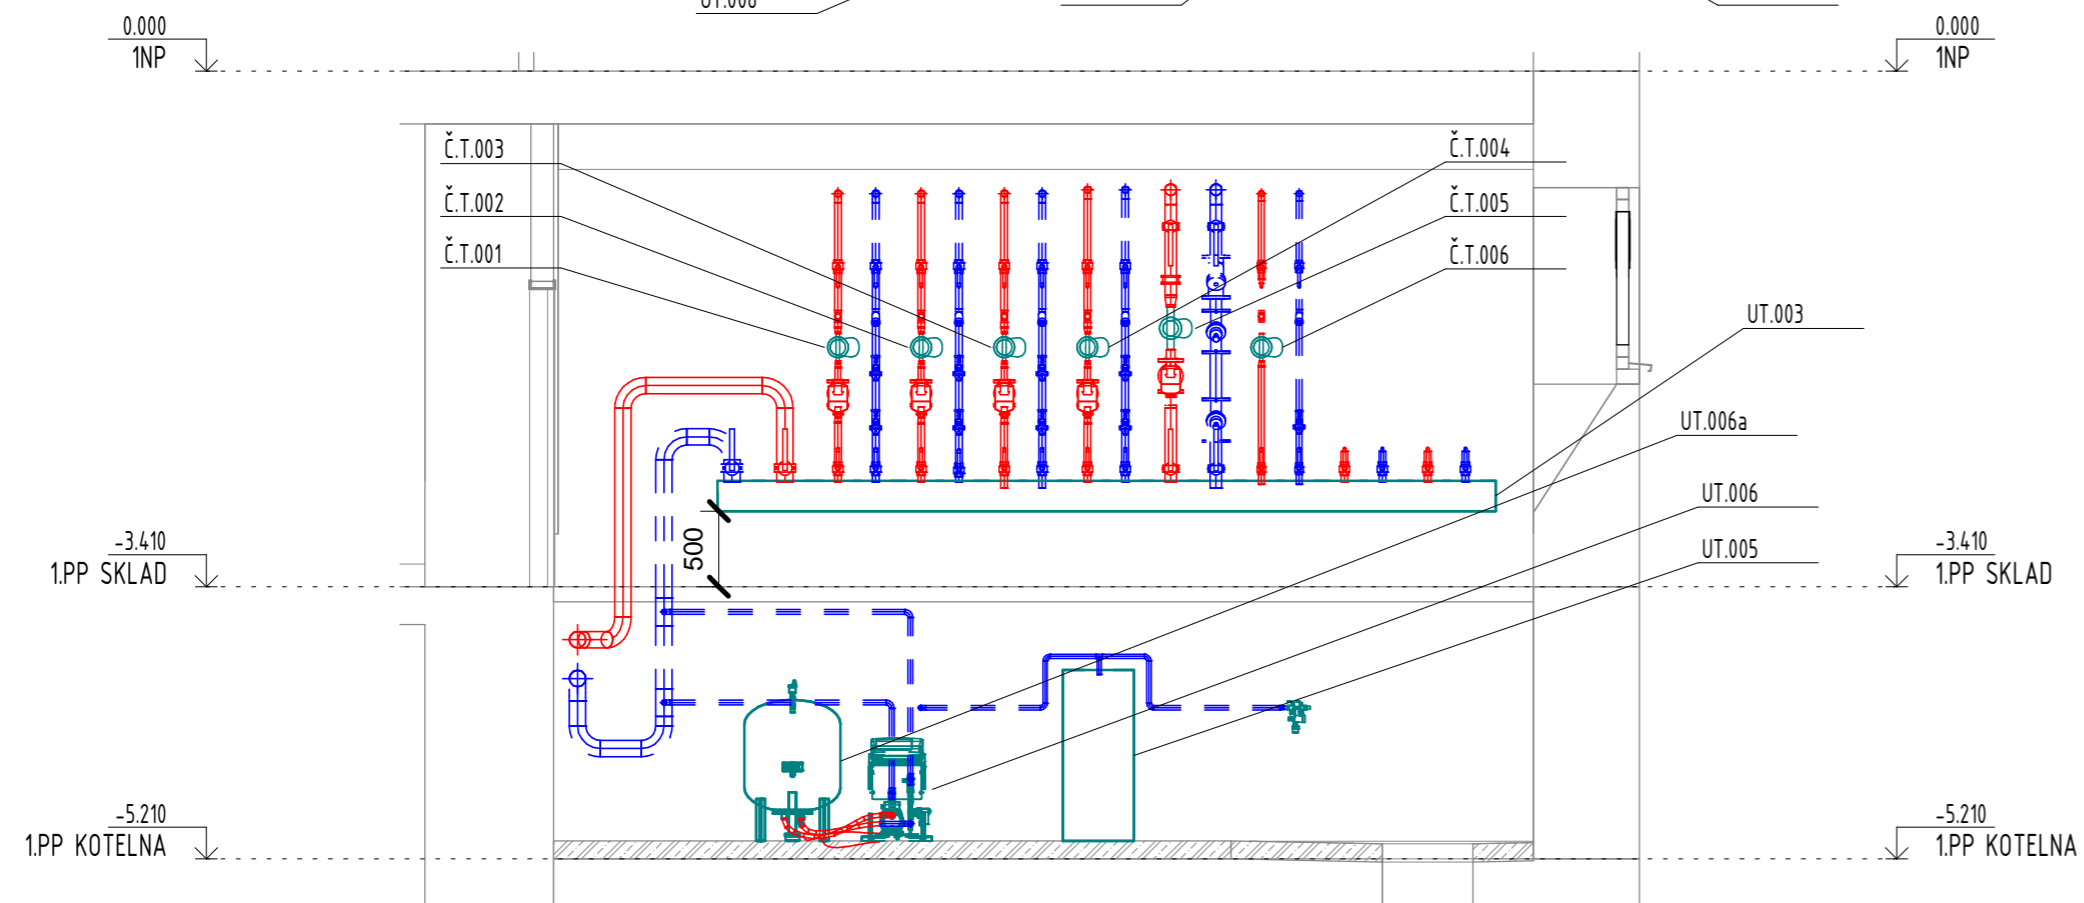 0.000
1NP
0.000
1NP
Č.T.003
Č.T.004
Č.T.002
Č.T.005
Č.T.001
Č.T.006
UT.003
UT.006a
UT.006
500
-3.410
1.PP SKLAD
UT.005
-3.410
1.PP SKLAD
-5.210
1.PP KOTELNA
-5.210
1.PP KOTELNA